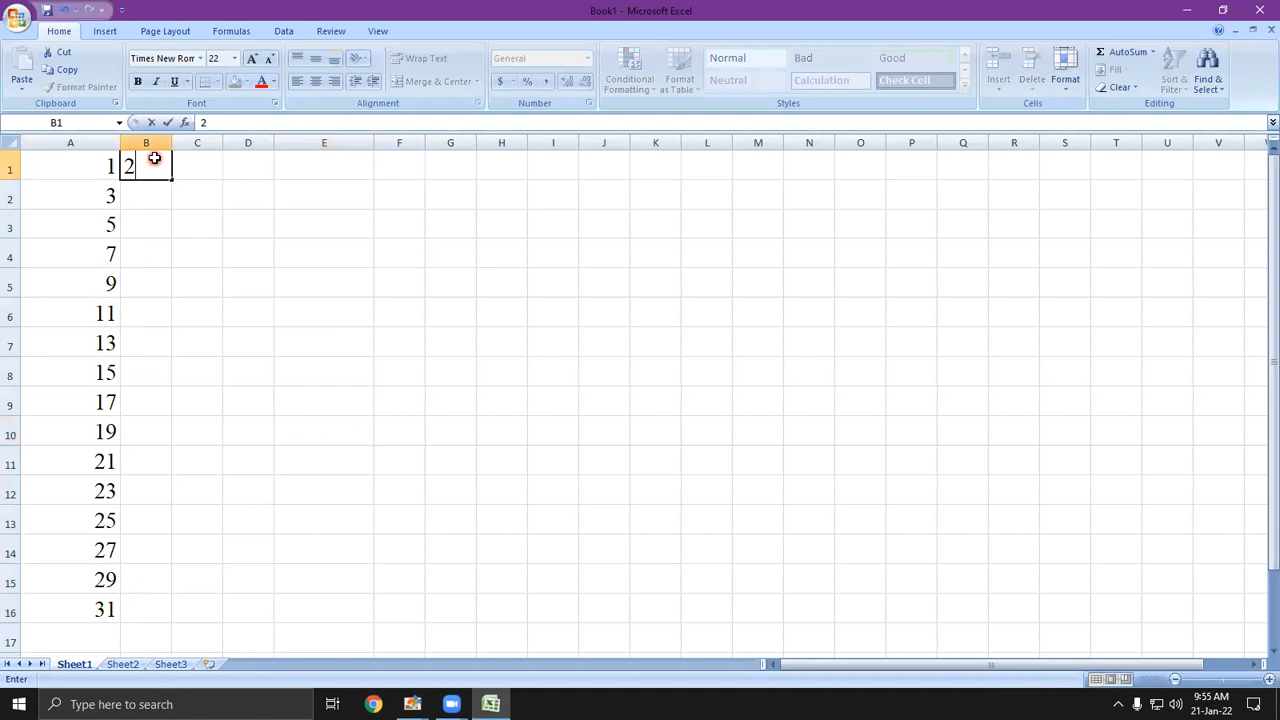 Book1 - Microsoft Excel
Home Insert Page Layout Formulas Data Review View
Cut
Copy
Format Painter
Paste
Clipboard
Times New Ror 22
B I U
Font
Wrap Text
Merge & Center
Alignment
General
$ % ,
Number
Conditional Formatting
Format as Table
Normal Bad Good
Neutral Calculation Check Cell
Styles
Insert Delete Format
Cells
AutoSum
Fill
Clear
Sort & Filter
Find & Select
Editing
B1 fx 2
A B C D E F G H I J K L M N O P Q R S T U V
1 1 2
2 3
3 5
4 7
5 9
6 11
7 13
8 15
9 17
10 19
11 21
12 23
13 25
14 27
15 29
16 31
17
Sheet1 Sheet2 Sheet3
Enter
Type here to search
9:55 AM
21-Jan-22